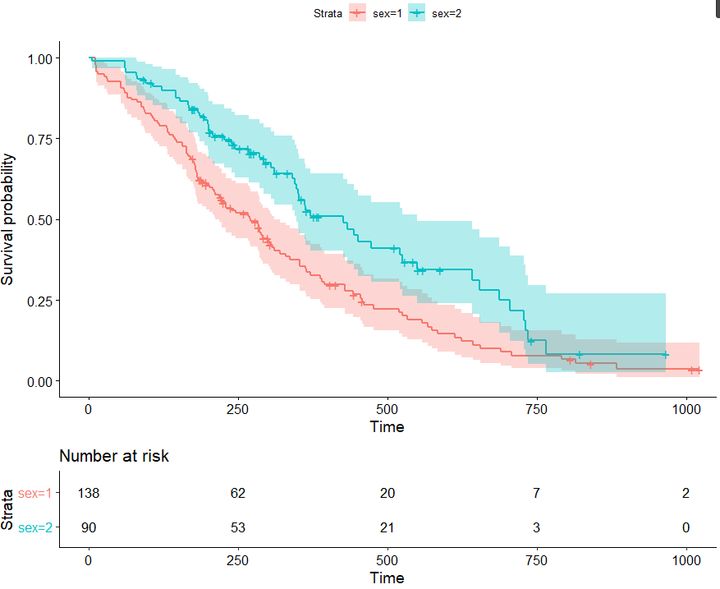 Strata sex=1 sex=2
1.00
0.75
0.50
0.25
0.00
Survival probability
0 250 500 750 1000
Time
Number at risk
Strata
sex=1 138 62 20 7 2
sex=2 90 53 21 3 0
0 250 500 750 1000
Time